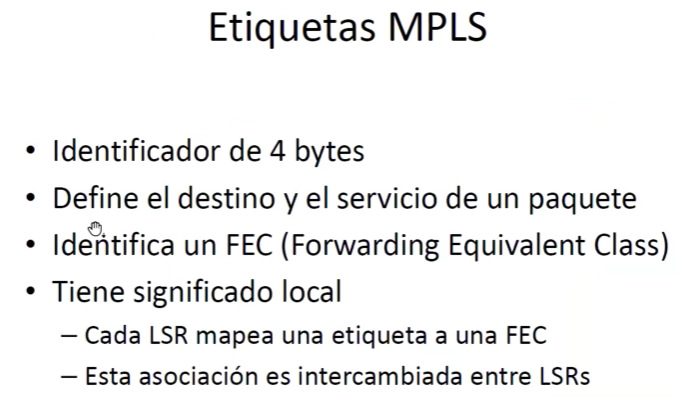 Etiquetas MPLS
• Identificador de 4 bytes
• Define el destino y el servicio de un paquete
• Identifica un FEC (Forwarding Equivalent Class)
• Tiene significado local
– Cada LSR mapea una etiqueta a una FEC
– Esta asociación es intercambiada entre LSRs